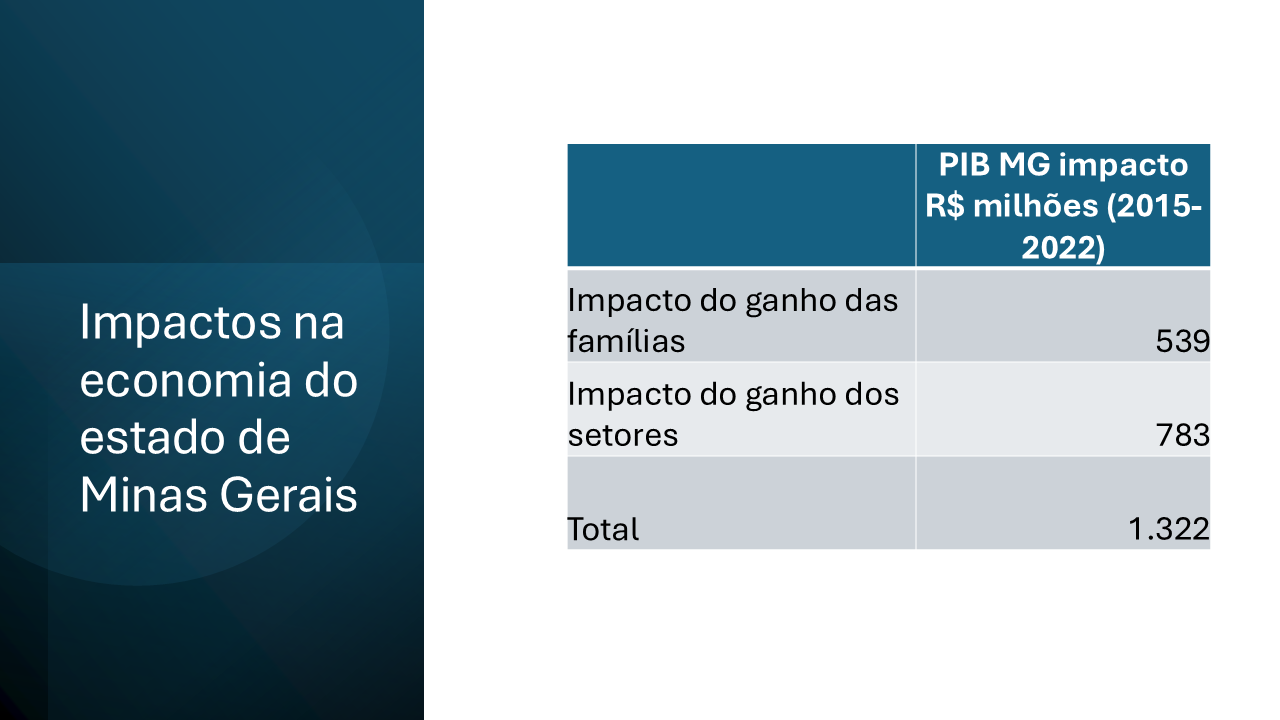 Impactos na
economia do
estado de
Minas Gerais
PIB MG impacto
R$ milhões (2015-
2022)
Impacto do ganho das
famílias
539
Impacto do ganho dos
setores
783
Total
1.322